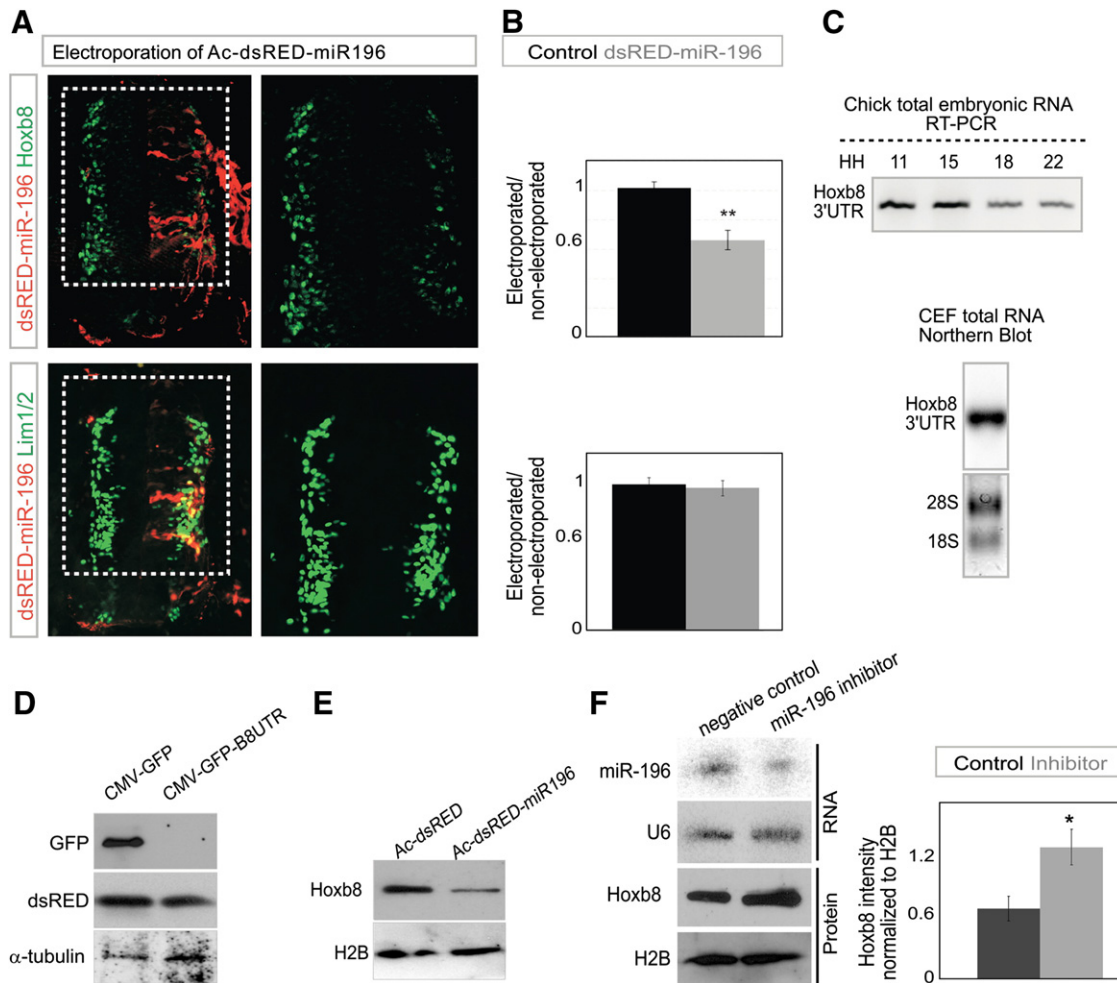 A
Electroporation of Ac-dsRED-miR196
dsRED-miR-196 Hoxb8
dsRED-miR-196 Lim1/2
B
Control dsRED-miR-196
Electroporated/
non-electroporated
1
0.6
0
**
Electroporated/
non-electroporated
1
0.6
0
C
Chick total embryonic RNA
RT-PCR
HH 11 15 18 22
Hoxb8
3'UTR
CEF total RNA
Northern Blot
Hoxb8
3'UTR
28S
18S
D
CMV-GFP
CMV-GFP-B8UTR
GFP
dsRED
α-tubulin
E
Ac-dsRED
Ac-dsRED-miR196
Hoxb8
H2B
F
negative control
miR-196 inhibitor
miR-196
U6
RNA
Hoxb8
H2B
Protein
Control Inhibitor
Hoxb8 intensity
normalized to H2B
1.2
0.6
0
*